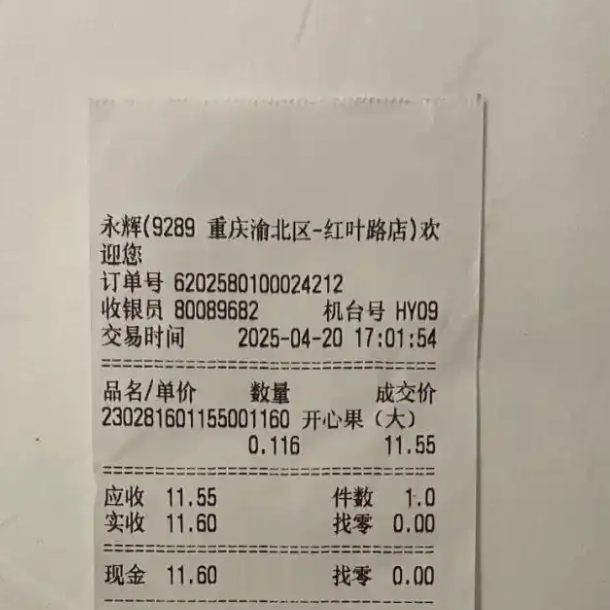 永辉(9289 重庆渝北区-红叶路店)欢
迎您
订单号 6202580100024212
收银员 80089682 机台号 HY09
交易时间 2025-04-20 17:01:54
================================
品名/单价 数量 成交价
230281601155001160 开心果（大）
0.116 11.55
================================
应收 11.55 件数 1.0
实收 11.60 找零 0.00
================================
现金 11.60 找零 0.00
--------------------------------